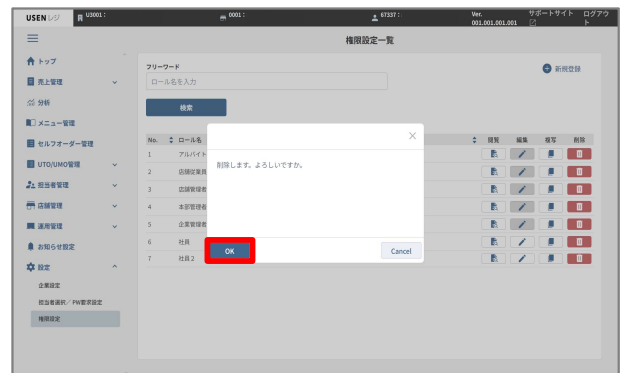 USEN レジ U3001： 0001： 67337： Ver. 001.001.001.001 サポートサイト ログアウト
権限設定一覧
トップ
売上管理
分析
メニュー管理
セルフオーダー管理
UTO/UMO管理
担当者管理
店舗管理
運用管理
お知らせ設定
設定
企業設定
担当者選択／PW要求設定
権限設定
フリーワード
ロール名を入力
新規登録
検索
No. ロール名 閲覧 編集 複写 削除
1 アルバイト
2 店舗従業員
3 店舗管理者
4 本部管理者
5 企業管理者
6 社員
7 社員2
削除します。よろしいですか。
OK Cancel